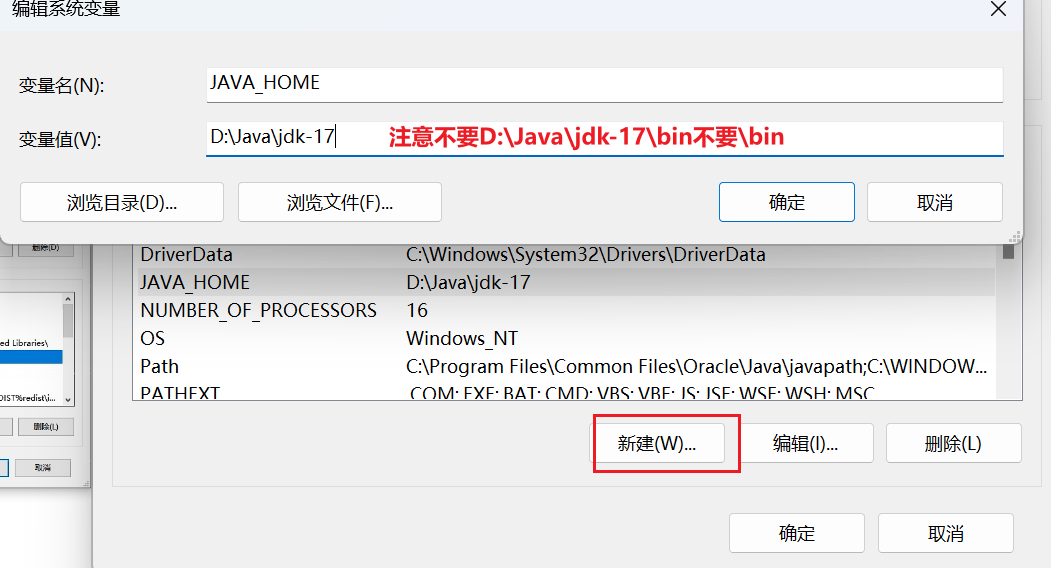 编辑系统变量
变量名(N):
JAVA_HOME
变量值(V):
D:\Java\jdk-17
注意不要D:\Java\jdk-17\bin不要\bin
浏览目录(D)...
浏览文件(F)...
确定
取消
删除(D)
DriverData
C:\Windows\System32\Drivers\DriverData
JAVA_HOME
D:\Java\jdk-17
NUMBER_OF_PROCESSORS
16
OS
Windows_NT
Path
C:\Program Files\Common Files\Oracle\Java\javapath;C:\WINDOW...
PATHEXT
.COM;.EXE;.BAT;.CMD;.VBS;.VBE;.JS;.JSE;.WSF;.WSH;.MSC
ed Libraries\
DIST%redist\i...
删除(L)
取消
新建(W)...
编辑(I)...
删除(L)
确定
取消